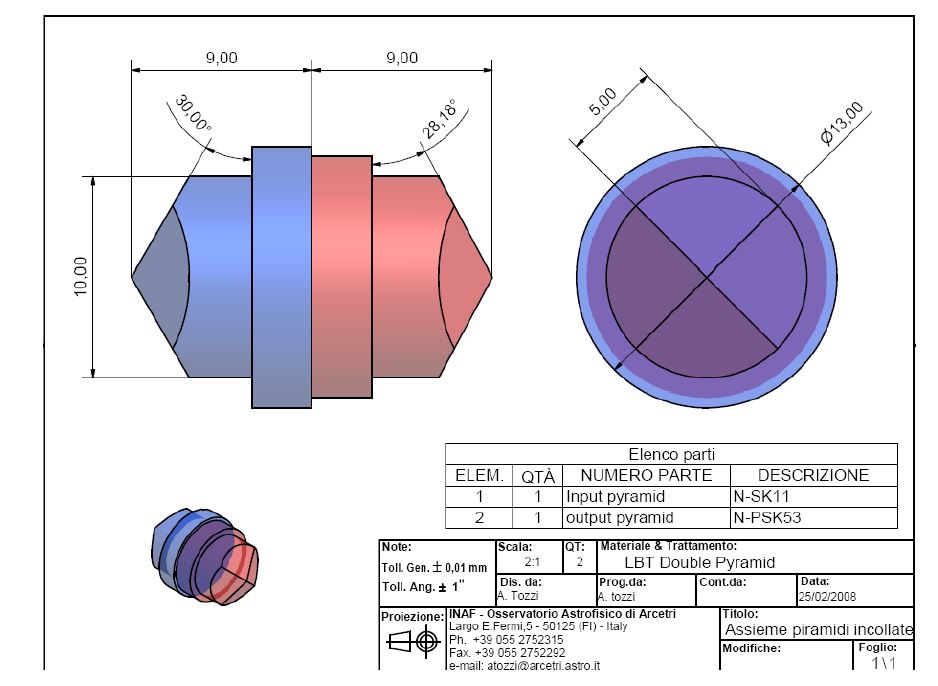 9,00 9,00
30,00°
28,18°
10,00
5,00
Ø13,00
Elenco parti
ELEM. QTÀ NUMERO PARTE DESCRIZIONE
1 1 Input pyramid N-SK11
2 1 output pyramid N-PSK53
Note:
Toll. Gen. ± 0,01 mm
Toll. Ang. ± 1"
Scala:
2:1
QT:
2
Materiale & Trattamento:
LBT Double Pyramid
Dis. da:
A. Tozzi
Prog.da:
A. tozzi
Cont.da:
Data:
25/02/2008
Proiezione:
INAF - Osservatorio Astrofisico di Arcetri
Largo E.Fermi,5 - 50125 (FI) - Italy
Ph. +39 055 2752315
Fax. +39 055 2752292
e-mail: atozzi@arcetri.astro.it
Titolo:
Assieme piramidi incollate
Modifiche:
Foglio:
1\1